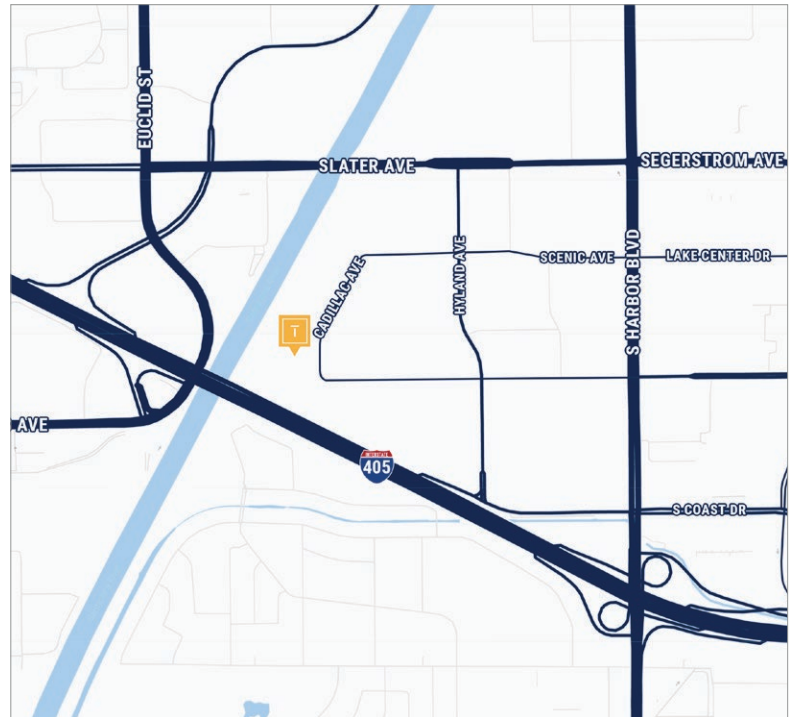 EUCLID ST
SLATER AVE
SEGERSTROM AVE
CADILLAC AVE
HYLAND AVE
SCENIC AVE
LAKE CENTER DR
S HARBOR BLVD
T
AVE
INTERSTATE
405
S COAST DR